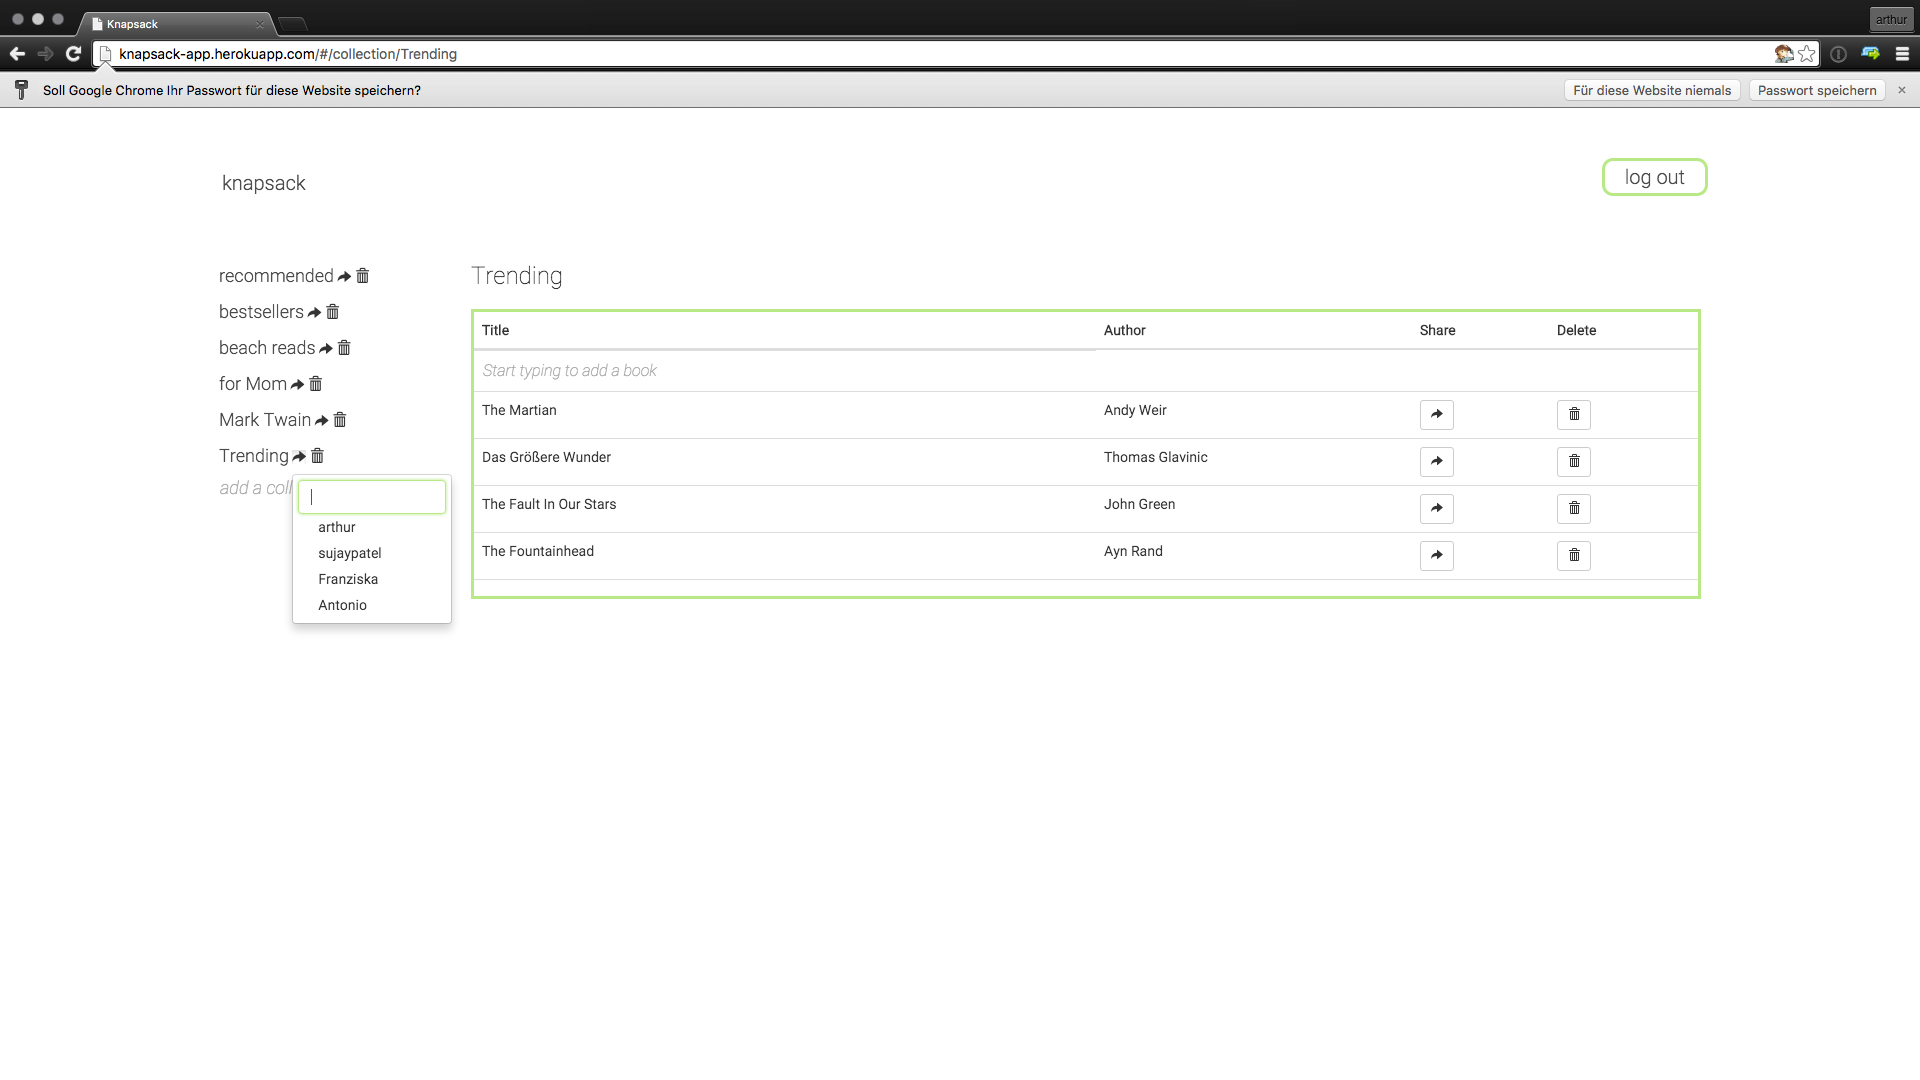 Knapsack
arthur
knapsack-app.herokuapp.com/#/collection/Trending
Soll Google Chrome Ihr Passwort für diese Website speichern?
Für diese Website niemals
Passwort speichern
knapsack
log out
recommended
bestsellers
beach reads
for Mom
Mark Twain
Trending
add a coll
arthur
sujaypatel
Franziska
Antonio
Trending
Title Author Share Delete
Start typing to add a book
The Martian Andy Weir
Das Größere Wunder Thomas Glavinic
The Fault In Our Stars John Green
The Fountainhead Ayn Rand